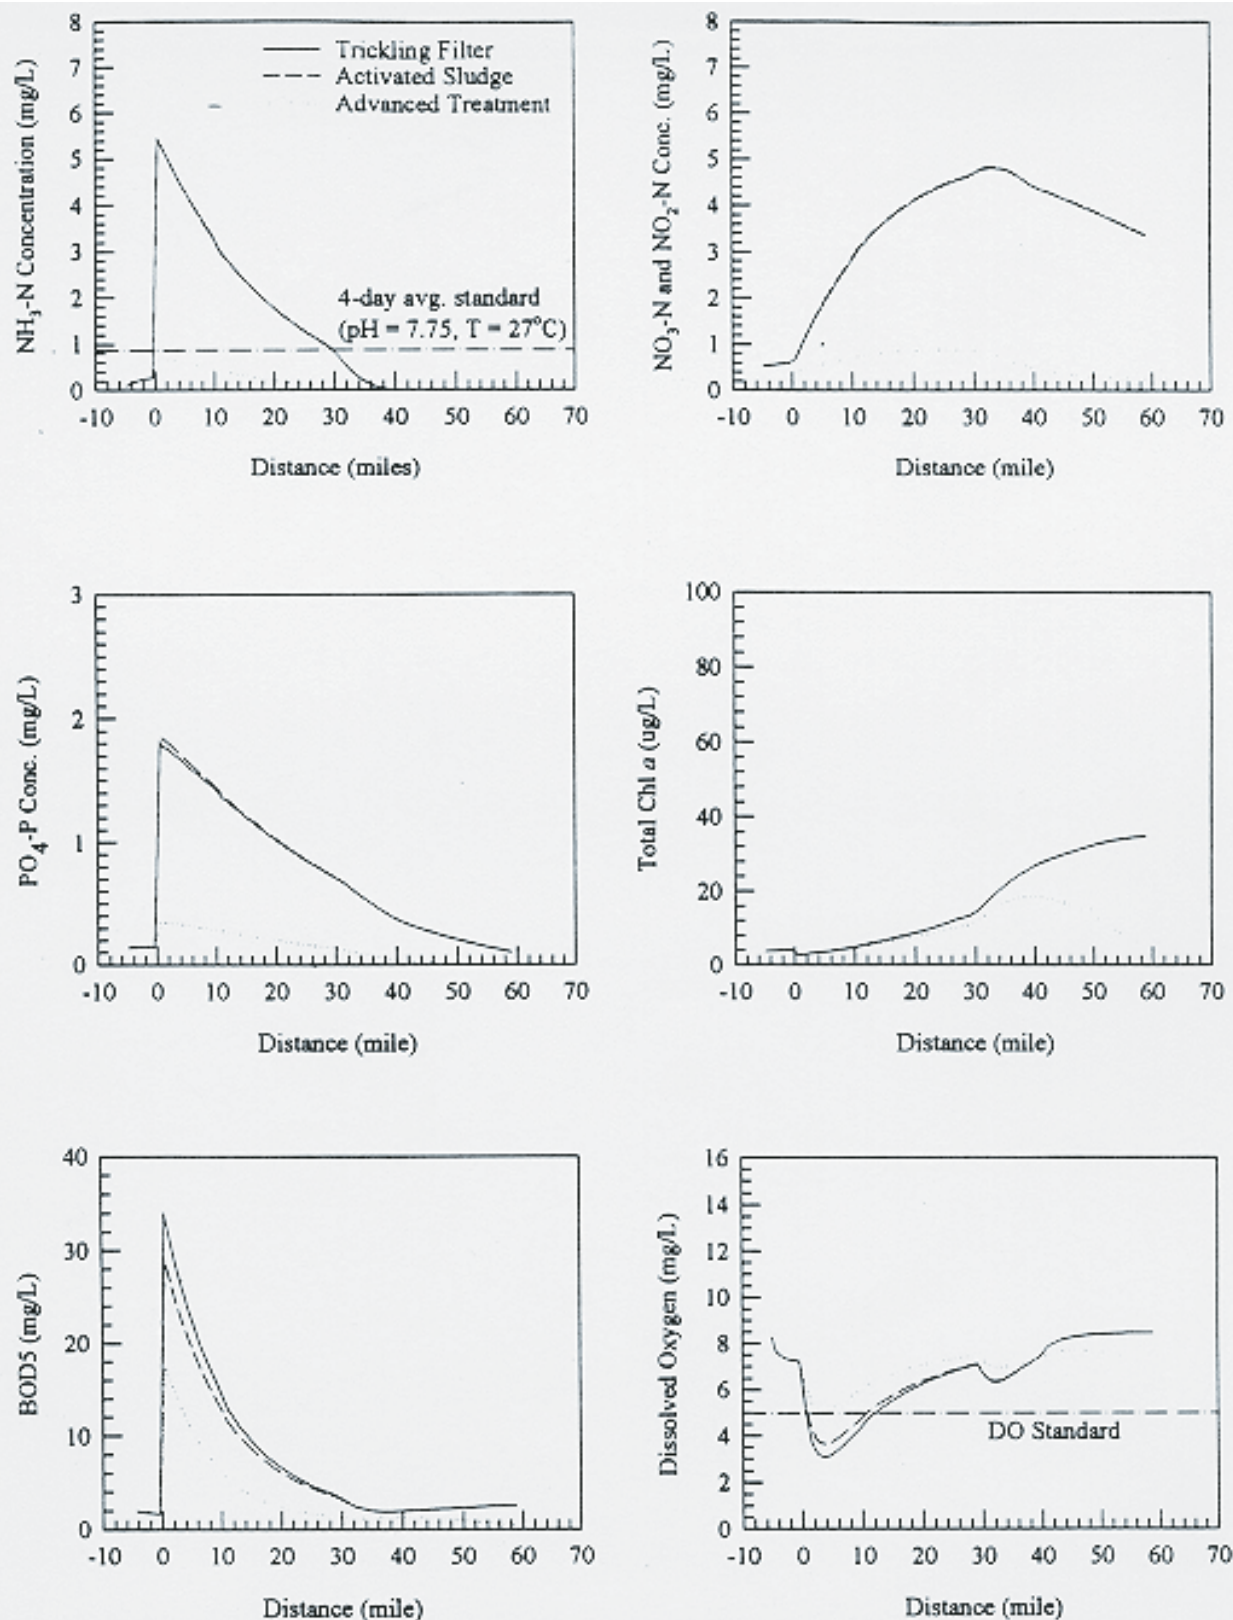 NH3-N Concentration (mg/L)
8
7
6
5
4
3
2
1
0
Trickling Filter
Activated Sludge
Advanced Treatment
4-day avg. standard
(pH = 7.75, T = 27°C)
-10 0 10 20 30 40 50 60 70
Distance (miles)
NO3-N and NO2-N Conc. (mg/L)
8
7
6
5
4
3
2
1
0
-10 0 10 20 30 40 50 60 70
Distance (mile)
PO4-P Conc. (mg/L)
3
2
1
0
-10 0 10 20 30 40 50 60 70
Distance (mile)
Total Chl a (ug/L)
100
80
60
40
20
0
-10 0 10 20 30 40 50 60 70
Distance (mile)
BOD5 (mg/L)
40
30
20
10
0
-10 0 10 20 30 40 50 60 70
Distance (mile)
Dissolved Oxygen (mg/L)
16
14
12
10
8
6
4
2
0
DO Standard
-10 0 10 20 30 40 50 60 70
Distance (mile)